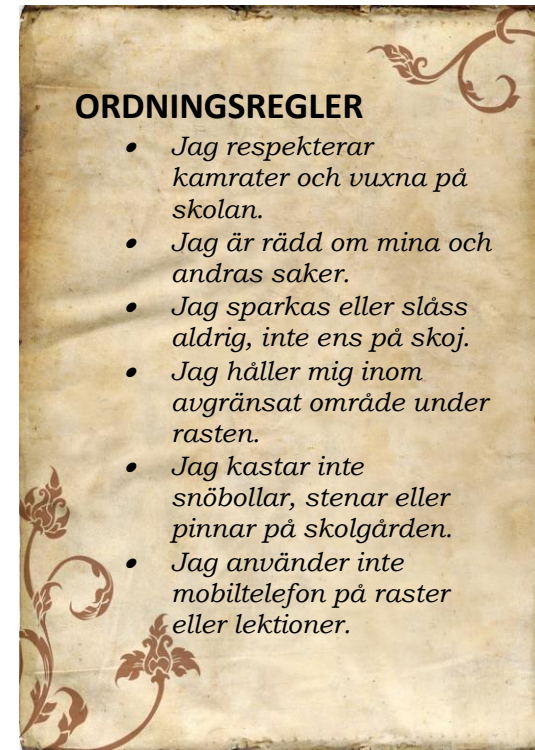 ORDNINGSREGLER
• Jag respekterar
kamrater och vuxna på
skolan.
• Jag är rädd om mina och
andras saker.
• Jag sparkas eller slåss
aldrig, inte ens på skoj.
• Jag håller mig inom
avgränsat område under
rasten.
• Jag kastar inte
snöbollar, stenar eller
pinnar på skolgården.
• Jag använder inte
mobiltelefon på raster
eller lektioner.